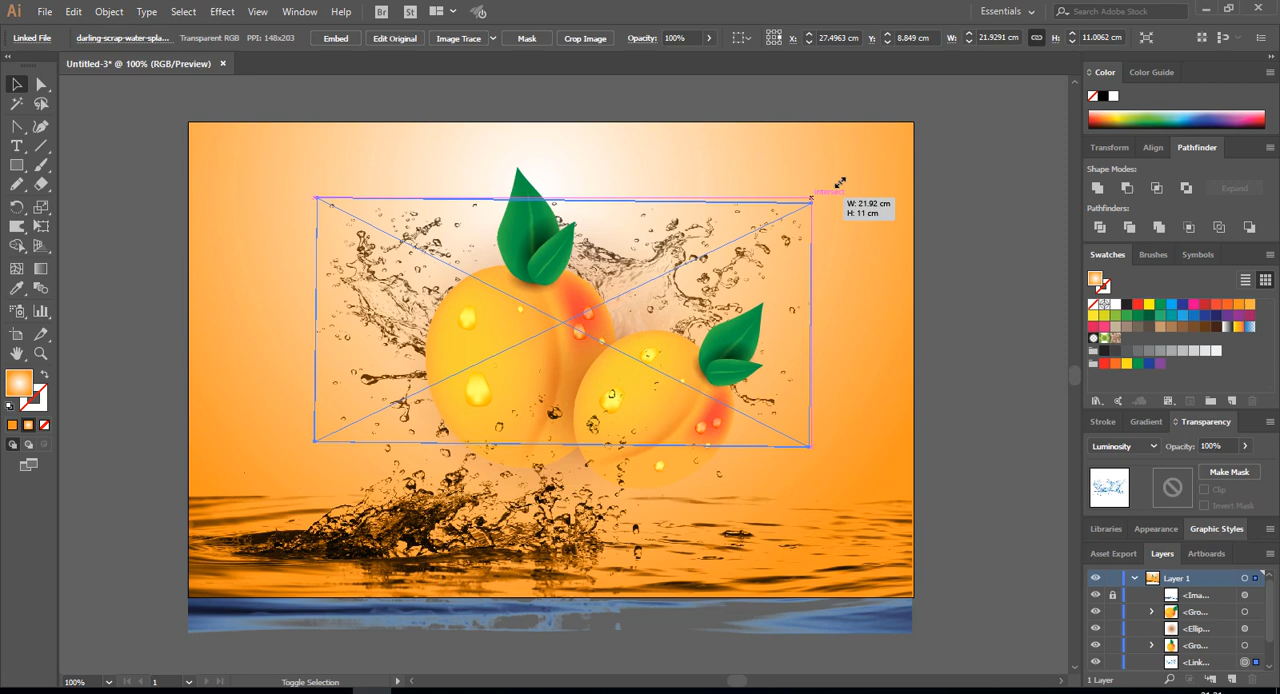 Ai File Edit Object Type Select Effect View Window Help Br St Essentials Search Adobe Stock
Linked File darling-scrap-water-spla... Transparent RGB PPI: 148x203 Embed Edit Original Image Trace Mask Crop Image Opacity: 100% X: 27.4963 cm Y: 8.849 cm W: 21.9291 cm H: 11.0062 cm
Untitled-3* @ 100% (RGB/Preview)
Color Color Guide
Transform Align Pathfinder
Shape Modes:
Expand
Pathfinders:
intersect
W: 21.92 cm
H: 11 cm
Swatches Brushes Symbols
Stroke Gradient Transparency
Luminosity Opacity: 100%
Make Mask
Clip
Invert Mask
Libraries Appearance Graphic Styles
Asset Export Layers Artboards
Layer 1
<Ima...
<Gro...
<Ellip...
<Gro...
<Link...
1 Layer
100% 1 Toggle Selection